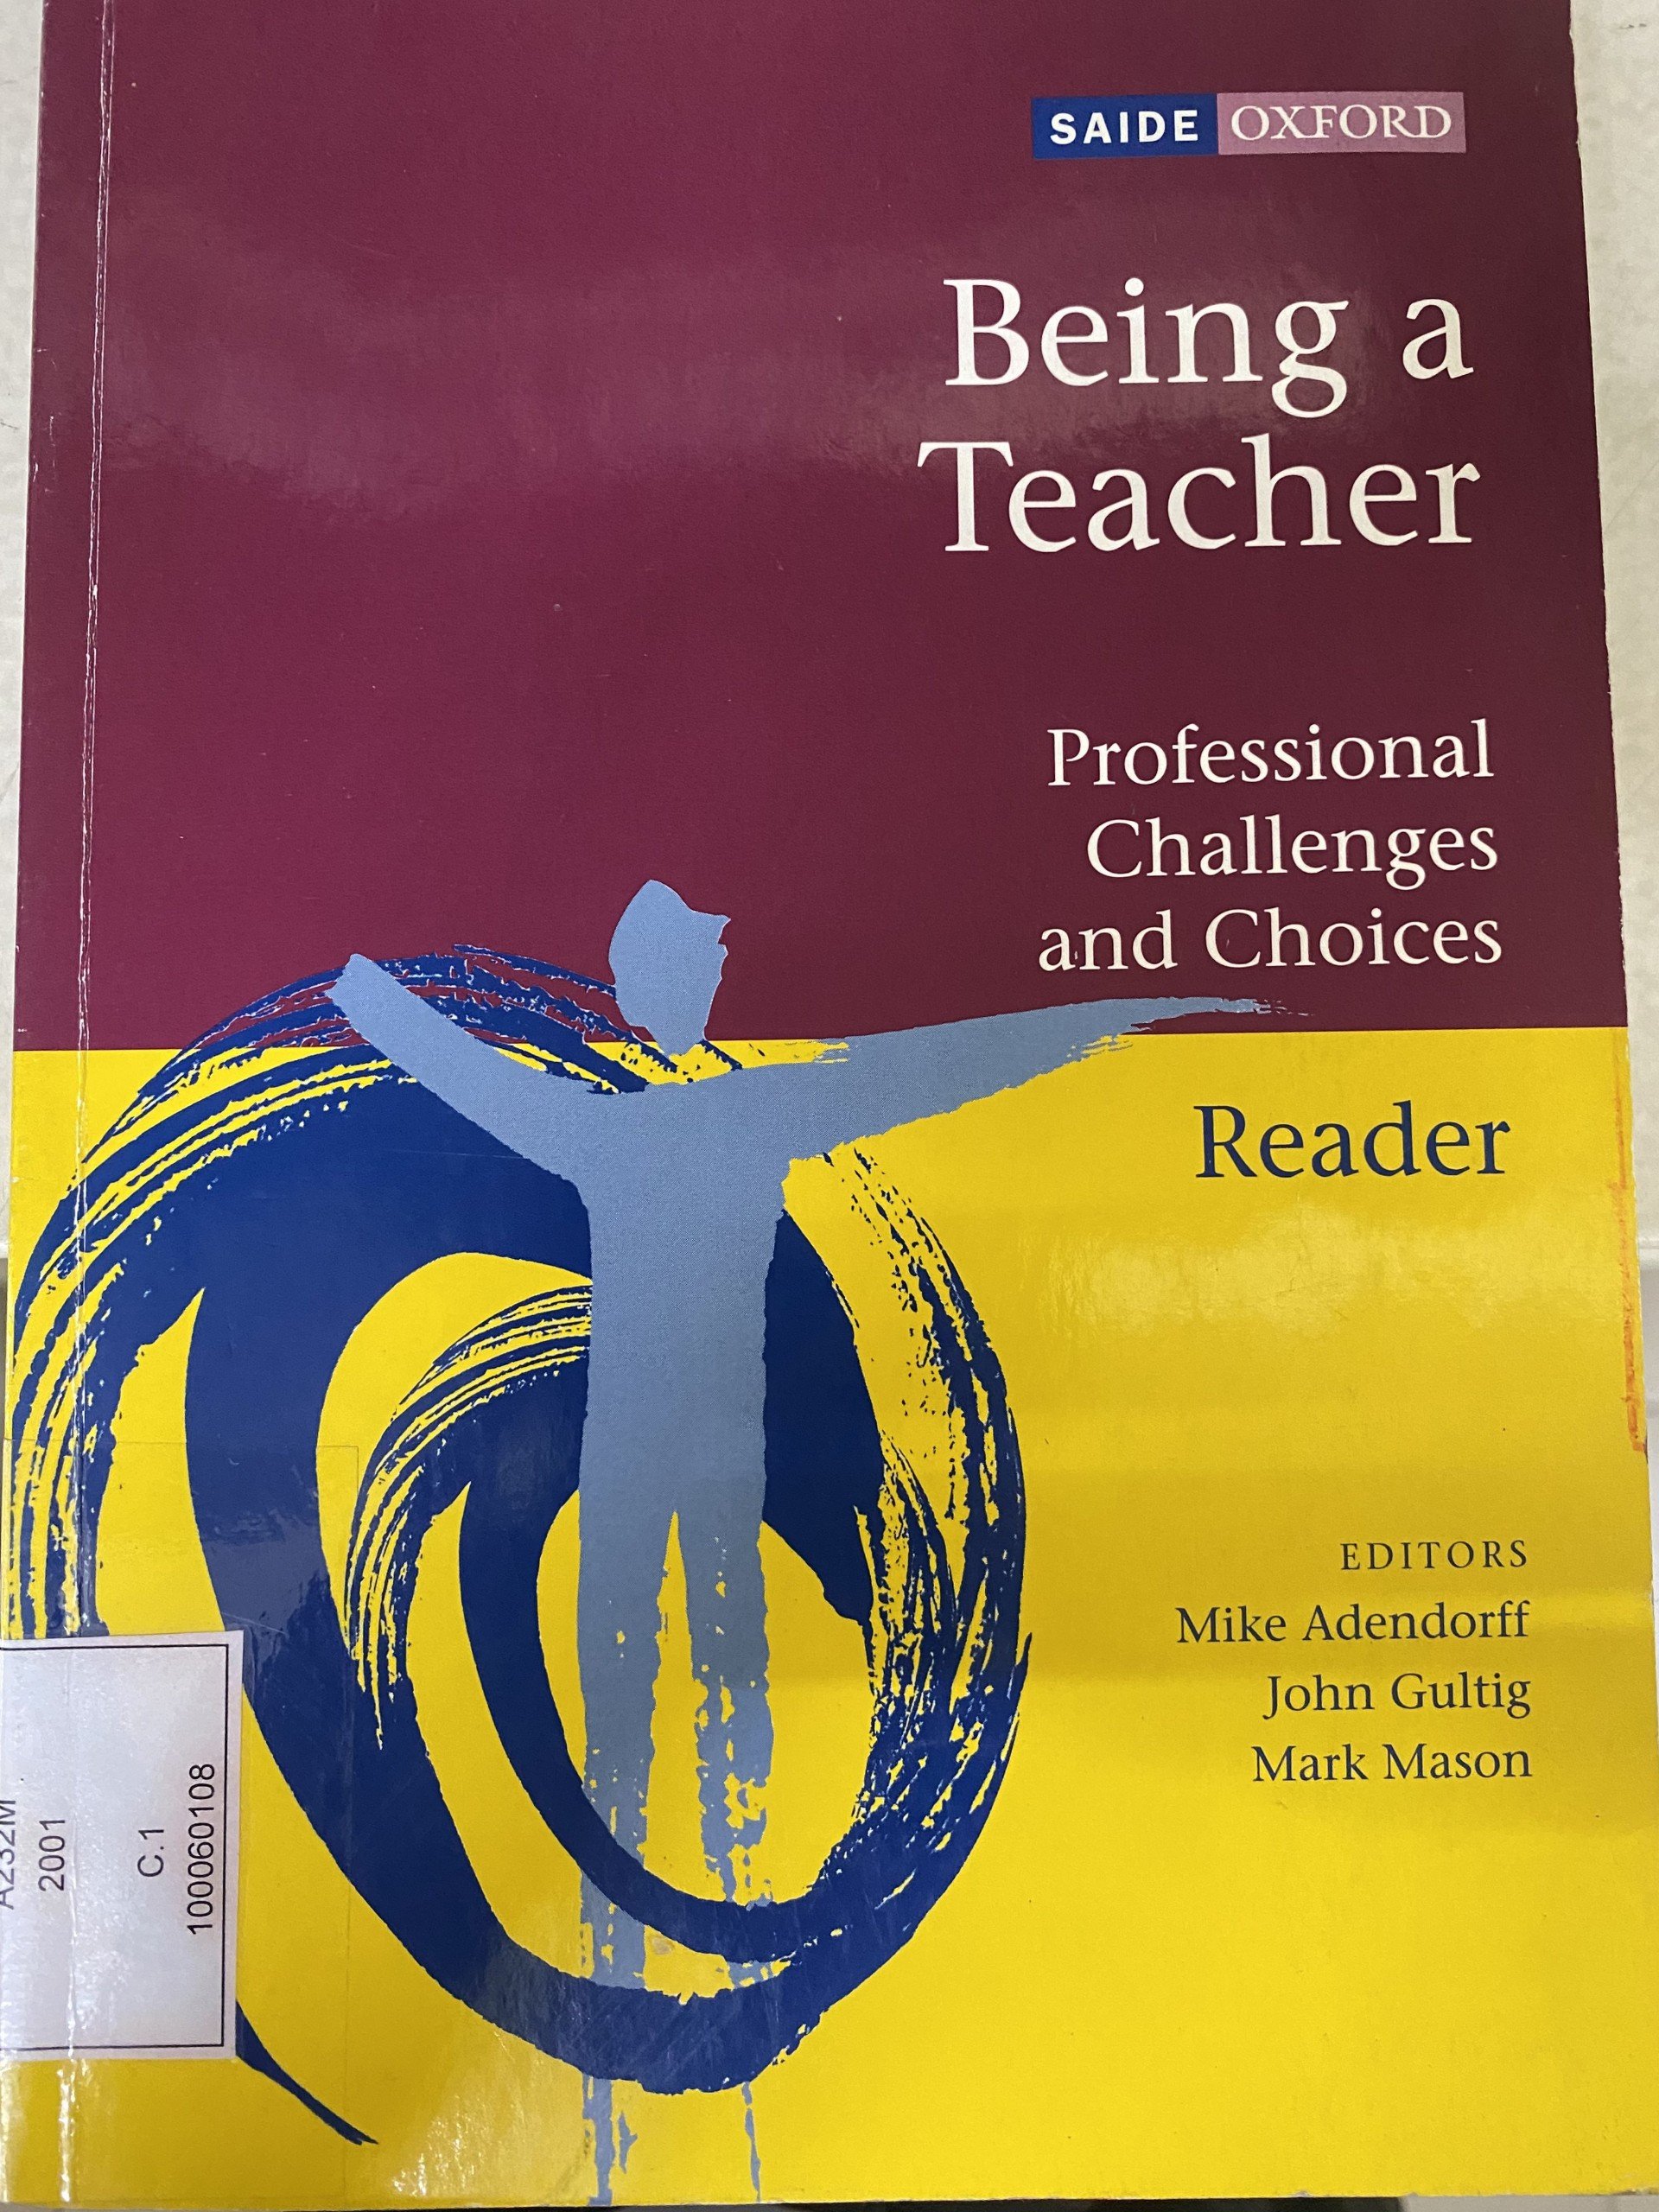 SAIDE OXFORD
Being a
Teacher
Professional
Challenges
and Choices
Reader
EDITORS
Mike Adendorff
John Gultig
Mark Mason
A232M
2001
C.1
100060108